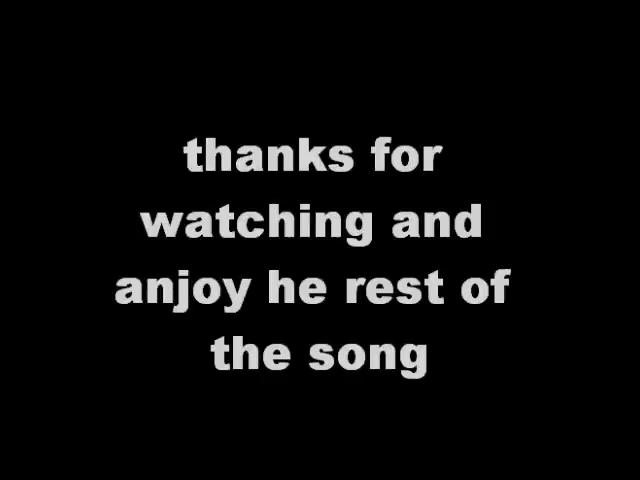 thanks for
watching and
anjoy he rest of
the song